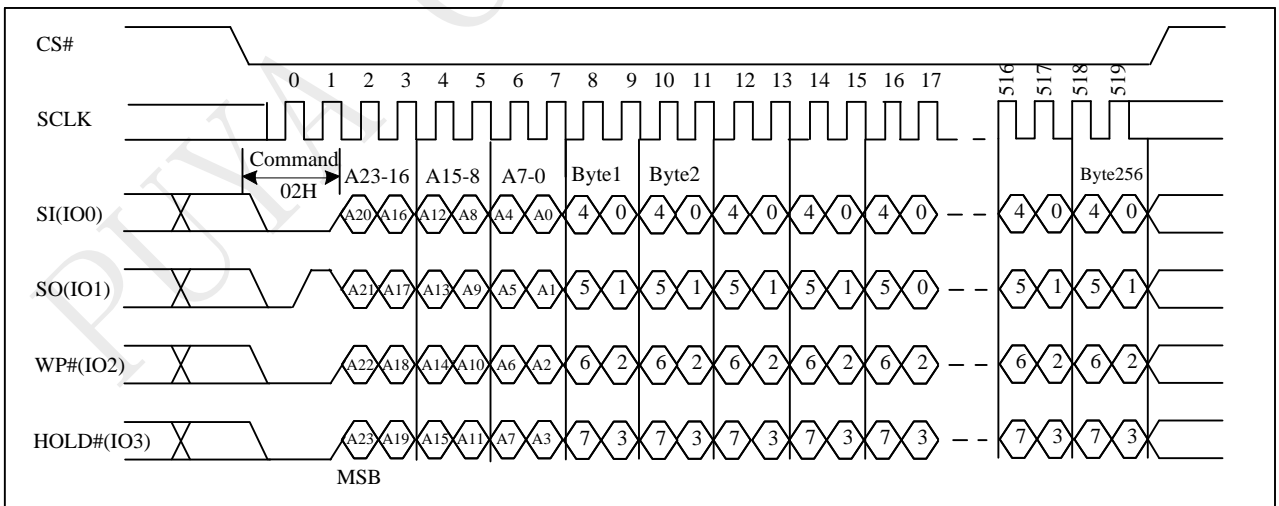 PUYA
CS#
0 1 2 3 4 5 6 7 8 9 10 11 12 13 14 15 16 17 516 517 518 519
SCLK
Command
02H
A23-16 A15-8 A7-0 Byte1 Byte2 Byte256
SI(IO0) A20 A16 A12 A8 A4 A0 4 0 4 0 4 0 4 0 4 0 4 0 4 0
SO(IO1) A21 A17 A13 A9 A5 A1 5 1 5 1 5 1 5 1 5 0 5 1 5 1
WP#(IO2) A22 A18 A14 A10 A6 A2 6 2 6 2 6 2 6 2 6 2 6 2 6 2
HOLD#(IO3) A23 A19 A15 A11 A7 A3 7 3 7 3 7 3 7 3 7 3 7 3 7 3
MSB